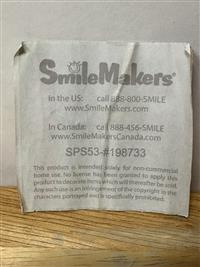 SmileMakers®
In the US: call 888-800-SMILE
www.SmileMakers.com
In Canada: call 888-456-SMILE
www.SmileMakersCanada.com
SPS53-#198733
This product is intended solely for non-commercial
home use. No license has been granted to apply this
product to decorate items which will thereafter be sold.
Any such use is an infringement of the copyright in the
characters portrayed and is specifically prohibited.